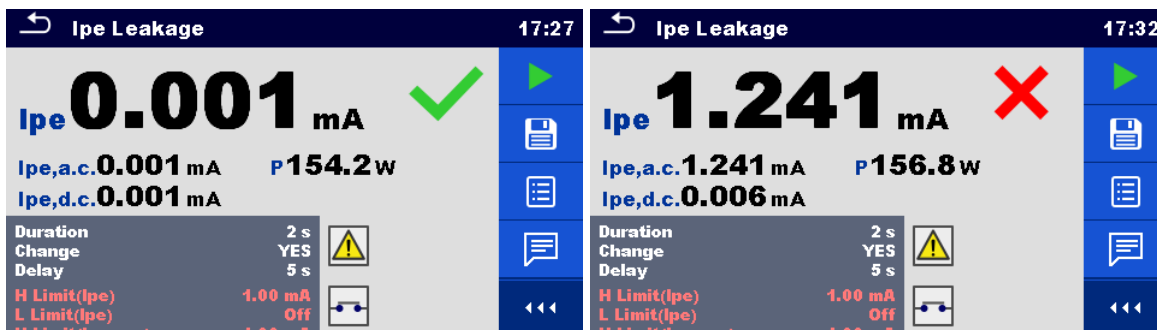 Ipe Leakage 17:27
Ipe 0.001 mA
Ipe,a.c. 0.001 mA P 154.2 W
Ipe,d.c. 0.001 mA
Duration 2 s
Change YES
Delay 5 s
H Limit(Ipe) 1.00 mA
L Limit(Ipe) Off
Ipe Leakage 17:32
Ipe 1.241 mA
Ipe,a.c. 1.241 mA P 156.8 W
Ipe,d.c. 0.006 mA
Duration 2 s
Change YES
Delay 5 s
H Limit(Ipe) 1.00 mA
L Limit(Ipe) Off